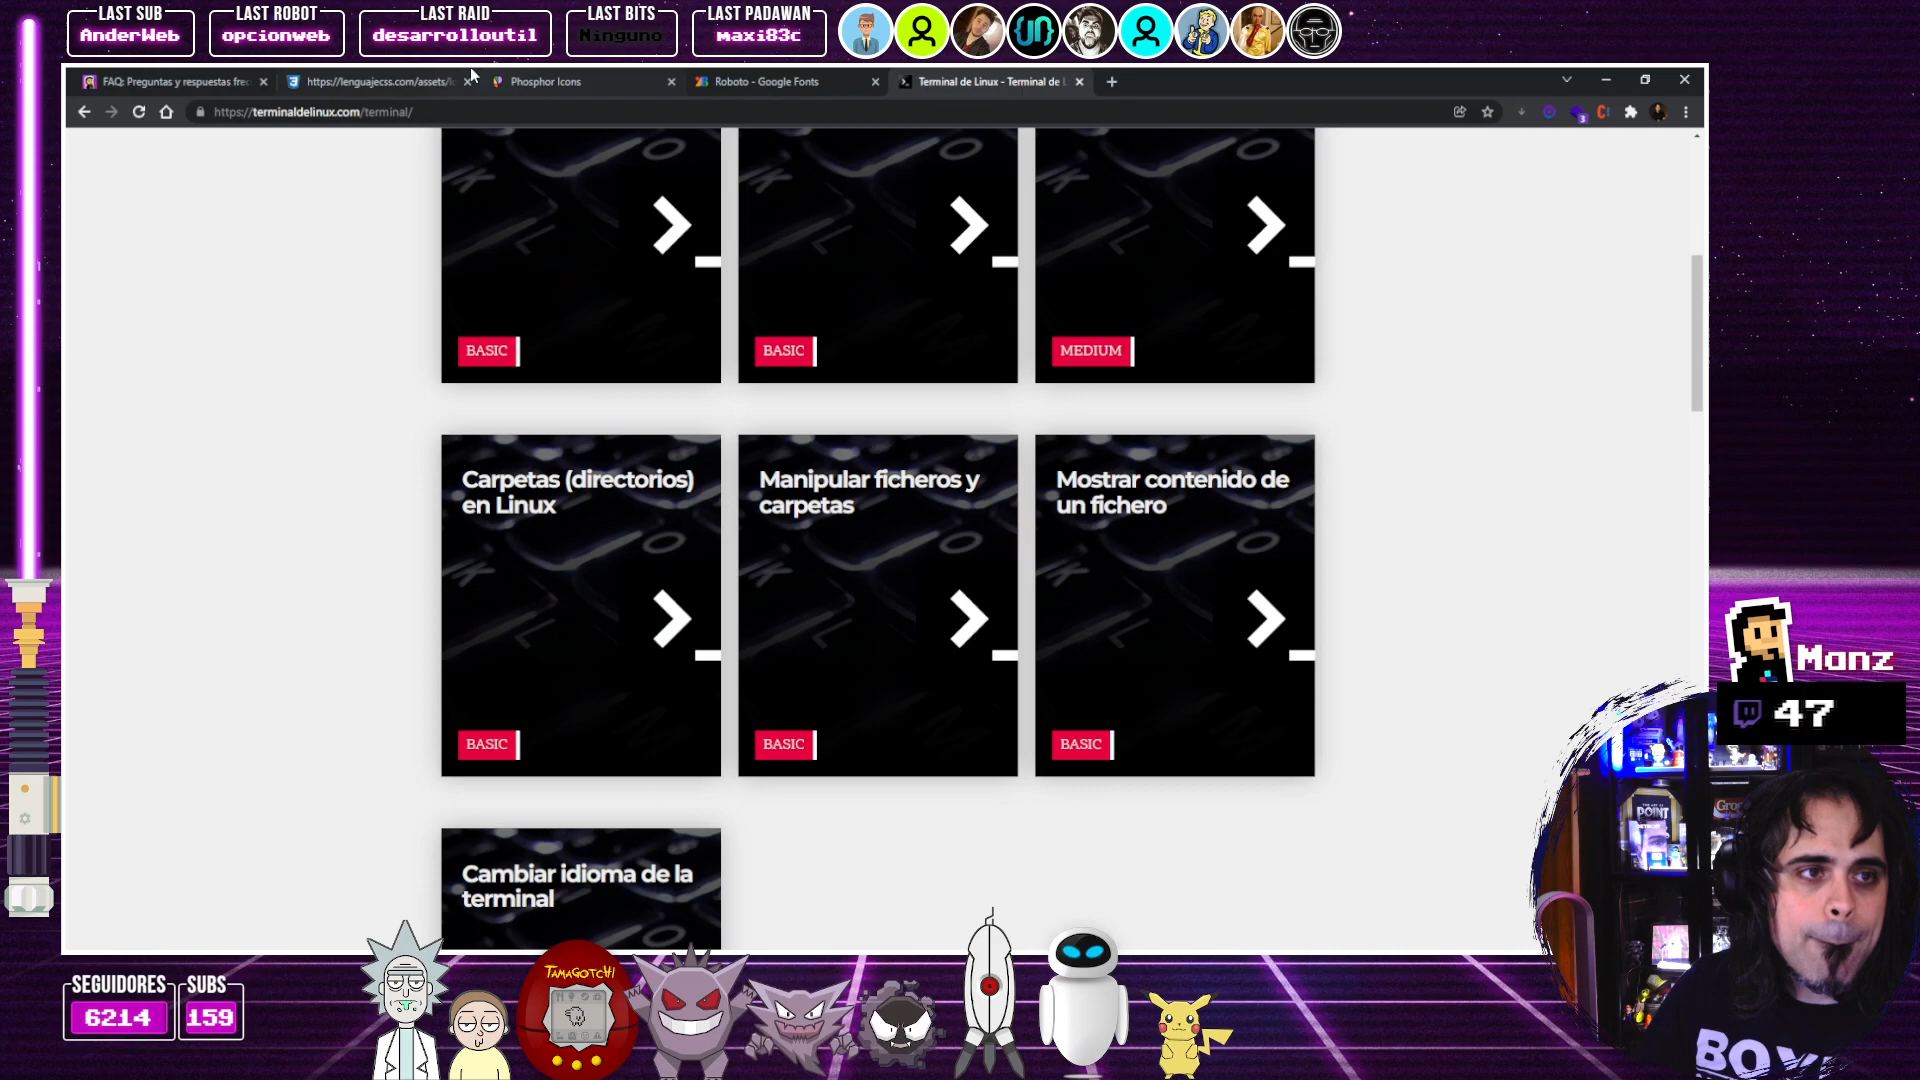 LAST SUB
AnderWeb
LAST ROBOT
opcionweb
LAST RAID
desarrolloutil
LAST BITS
Ninguno
LAST PADAWAN
maxi83c
FAQ: Preguntas y respuestas fre
https://lenguajecss.com/assets/
Phosphor Icons
Roboto - Google Fonts
Terminal de Linux - Terminal de L
https://terminaldelinux.com/terminal/
3
BASIC
BASIC
MEDIUM
Carpetas (directorios)
en Linux
Manipular ficheros y
carpetas
Mostrar contenido de
un fichero
BASIC
BASIC
BASIC
Cambiar idioma de la
terminal
Manz
47
POINT
SEGUIDORES
6214
SUBS
159
TAMAGOTCHI